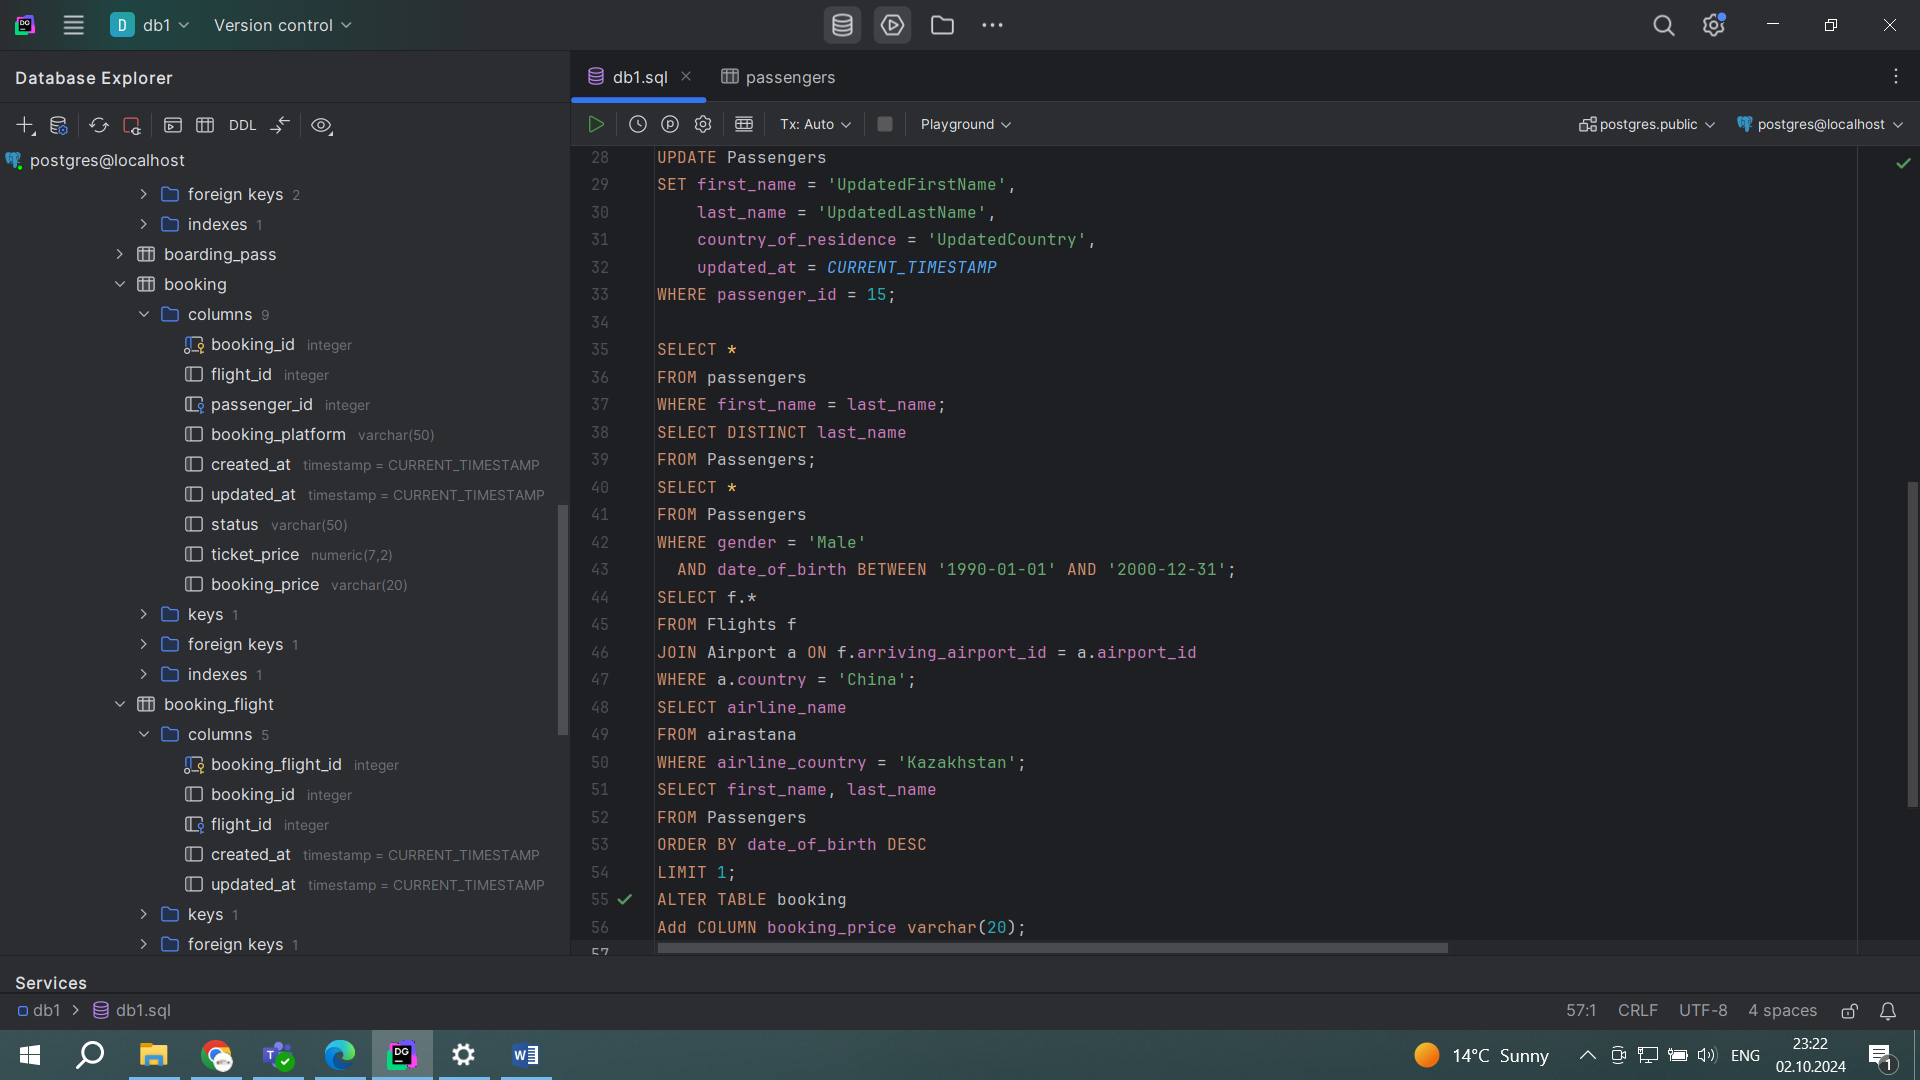 DG
D db1 Version control
Database Explorer
DDL
postgres@localhost
foreign keys 2
indexes 1
boarding_pass
booking
columns 9
booking_id integer
flight_id integer
passenger_id integer
booking_platform varchar(50)
created_at timestamp = CURRENT_TIMESTAMP
updated_at timestamp = CURRENT_TIMESTAMP
status varchar(50)
ticket_price numeric(7,2)
booking_price varchar(20)
keys 1
foreign keys 1
indexes 1
booking_flight
columns 5
booking_flight_id integer
booking_id integer
flight_id integer
created_at timestamp = CURRENT_TIMESTAMP
updated_at timestamp = CURRENT_TIMESTAMP
keys 1
foreign keys 1
db1.sql passengers
Tx: Auto Playground postgres.public postgres@localhost
28 UPDATE Passengers
29 SET first_name = 'UpdatedFirstName',
30 last_name = 'UpdatedLastName',
31 country_of_residence = 'UpdatedCountry',
32 updated_at = CURRENT_TIMESTAMP
33 WHERE passenger_id = 15;
34
35 SELECT *
36 FROM passengers
37 WHERE first_name = last_name;
38 SELECT DISTINCT last_name
39 FROM Passengers;
40 SELECT *
41 FROM Passengers
42 WHERE gender = 'Male'
43 AND date_of_birth BETWEEN '1990-01-01' AND '2000-12-31';
44 SELECT f.*
45 FROM Flights f
46 JOIN Airport a ON f.arriving_airport_id = a.airport_id
47 WHERE a.country = 'China';
48 SELECT airline_name
49 FROM airastana
50 WHERE airline_country = 'Kazakhstan';
51 SELECT first_name, last_name
52 FROM Passengers
53 ORDER BY date_of_birth DESC
54 LIMIT 1;
55 ALTER TABLE booking
56 Add COLUMN booking_price varchar(20);
57
Services
db1 > db1.sql
57:1 CRLF UTF-8 4 spaces
14°C Sunny ENG 23:22
02.10.2024
1